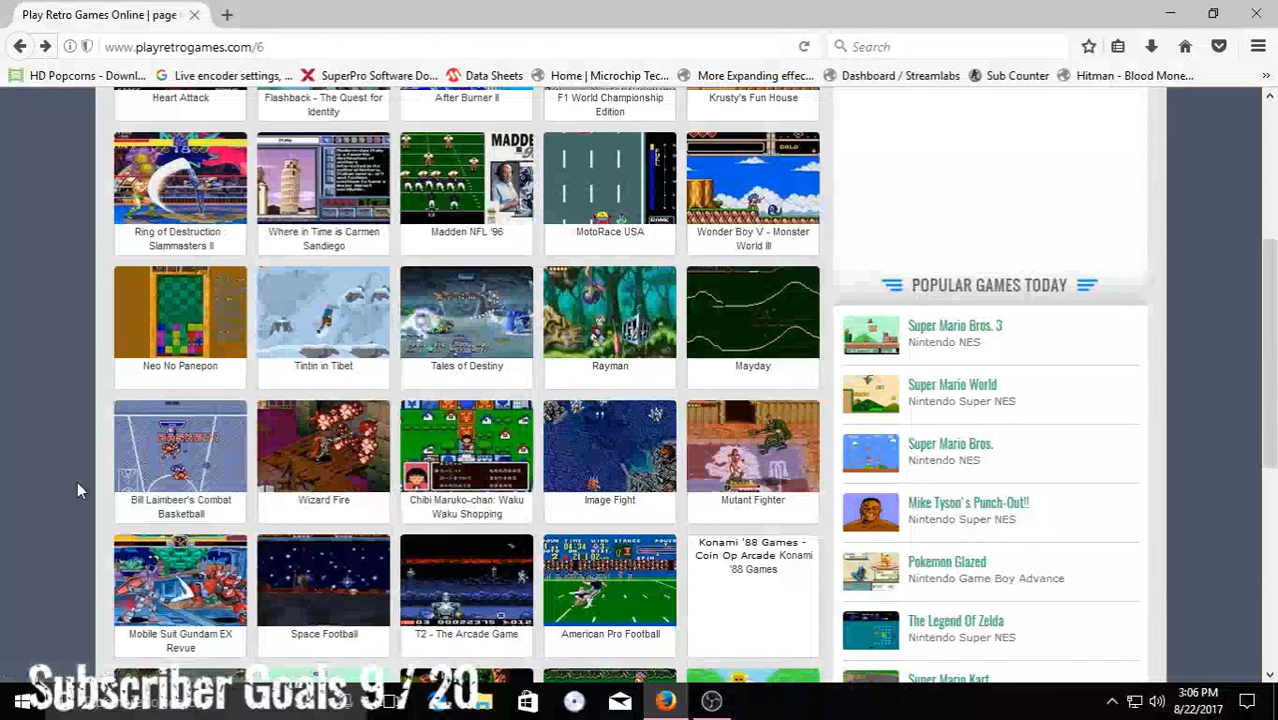 Play Retro Games Online | page
www.playretrogames.com/6
Search
HD Popcorns - Downl...
Live encoder settings, ...
SuperPro Software Do...
Data Sheets
Home | Microchip Tec...
More Expanding effec...
Dashboard / Streamlabs
Sub Counter
Hitman - Blood Mone...
Heart Attack
Flashback - The Quest for
Identity
After Burner II
F1 World Championship
Edition
Krusty's Fun House
Ring of Destruction :
Slammasters II
Where in Time is Carmen
Sandiego
Madden NFL '96
MotoRace USA
Wonder Boy V - Monster
World III
POPULAR GAMES TODAY
Super Mario Bros. 3
Nintendo NES
Neo No Panepon
Tintin in Tibet
Tales of Destiny
Rayman
Mayday
Super Mario World
Nintendo Super NES
Super Mario Bros.
Nintendo NES
Bill Laimbeer's Combat
Basketball
Wizard Fire
Chibi Maruko-chan: Waku
Waku Shopping
Image Fight
Mutant Fighter
Mike Tyson's Punch-Out!!
Nintendo Super NES
Konami '88 Games -
Coin Op Arcade Konami
'88 Games
Pokemon Glazed
Nintendo Game Boy Advance
Mobile Suit Gundam EX
Revue
Space Football
T2 - The Arcade Game
American Pro Football
The Legend Of Zelda
Nintendo Super NES
Super Mario Kart
Subscriber Goals 9 / 20
3:06 PM
8/22/2017